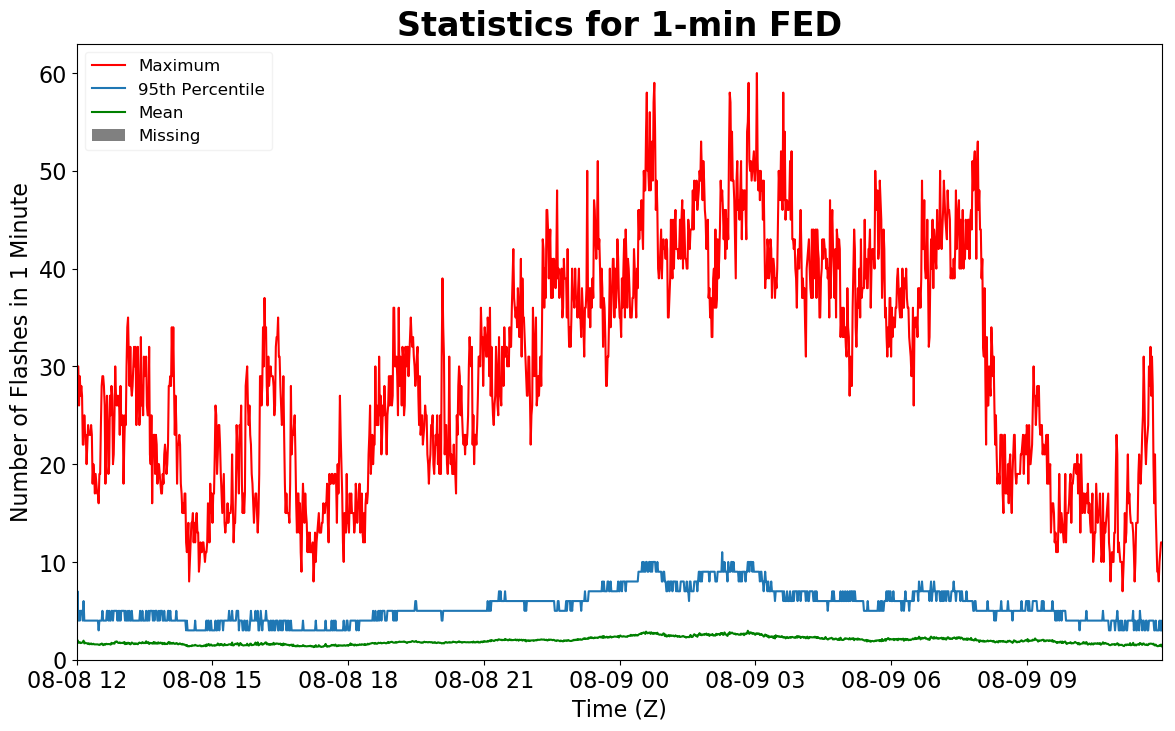 Statistics for 1-min FED
Maximum
95th Percentile
Mean
Missing
Number of Flashes in 1 Minute
60
50
40
30
20
10
0
08-08 12 08-08 15 08-08 18 08-08 21 08-09 00 08-09 03 08-09 06 08-09 09
Time (Z)